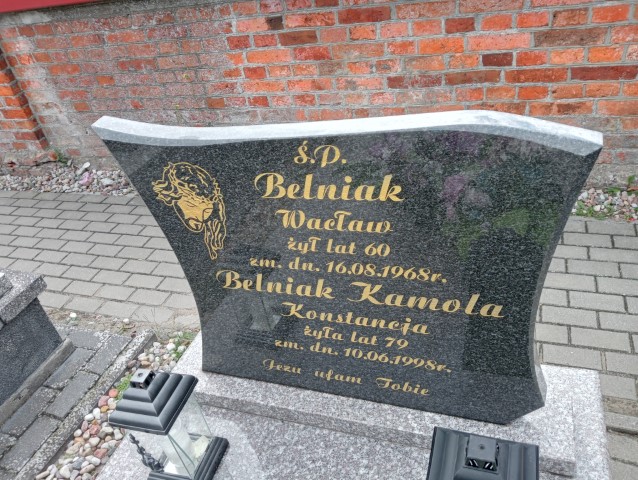 Ś.P.
Belniak
Wacław
żył lat 60
zm. dn. 16.08.1968r.
Belniak Kamola
Konstancja
żyła lat 79
zm. dn. 10.06.1998r.
Jezu ufam Tobie